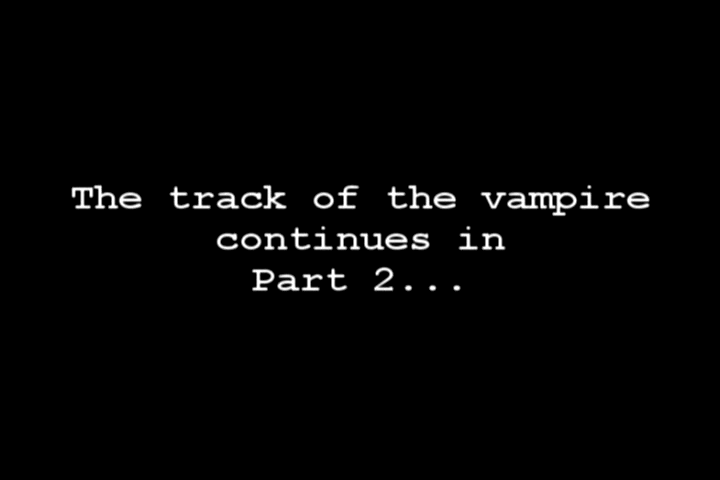 The track of the vampire
continues in
Part 2...